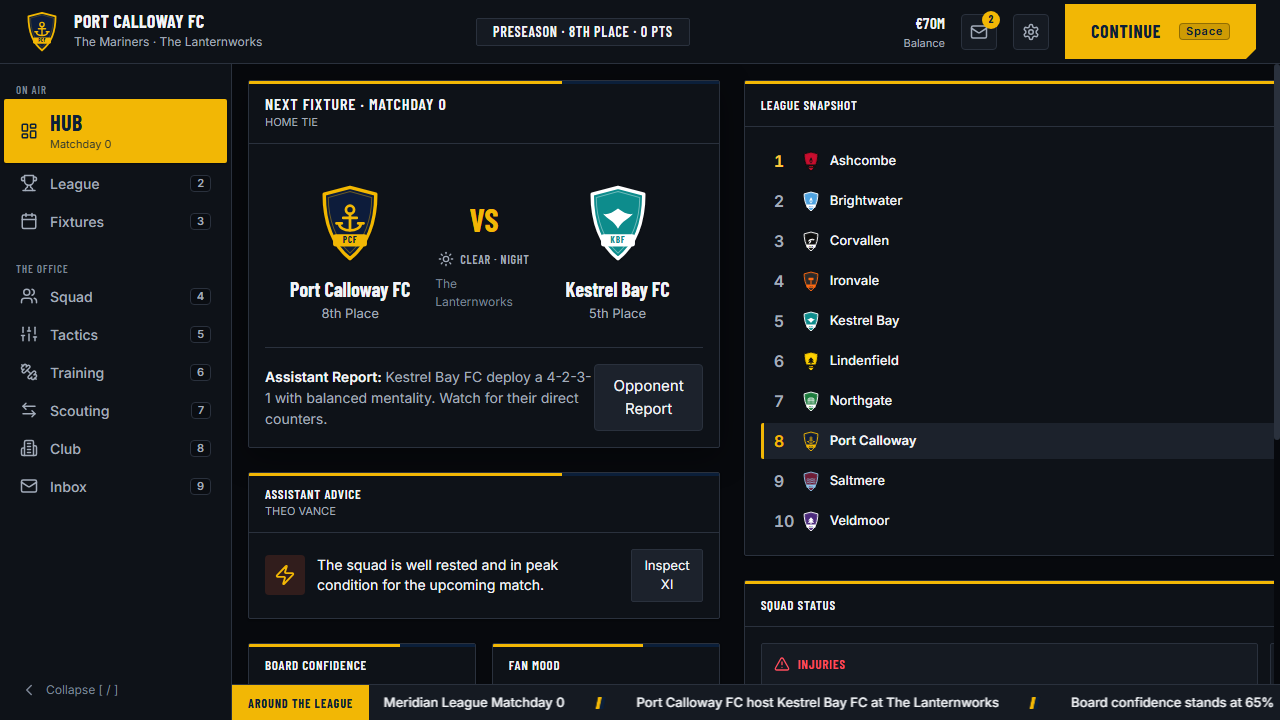 PORT CALLOWAY FC
The Mariners · The Lanternworks
PRESEASON · 8TH PLACE · 0 PTS
€70M
Balance
2
CONTINUE Space
ON AIR
HUB
Matchday 0
League 2
Fixtures 3
THE OFFICE
Squad 4
Tactics 5
Training 6
Scouting 7
Club 8
Inbox 9
Collapse [ / ]
NEXT FIXTURE · MATCHDAY 0
HOME TIE
PCF
Port Calloway FC
8th Place
VS
CLEAR · NIGHT
The
Lanternworks
KBF
Kestrel Bay FC
5th Place
Assistant Report: Kestrel Bay FC deploy a 4-2-3-
1 with balanced mentality. Watch for their direct
counters.
Opponent
Report
ASSISTANT ADVICE
THEO VANCE
The squad is well rested and in peak
condition for the upcoming match.
Inspect
XI
BOARD CONFIDENCE
FAN MOOD
LEAGUE SNAPSHOT
1 Ashcombe
2 Brightwater
3 Corvallen
4 Ironvale
5 Kestrel Bay
6 Lindenfield
7 Northgate
8 Port Calloway
9 Saltmere
10 Veldmoor
SQUAD STATUS
INJURIES
AROUND THE LEAGUE
Meridian League Matchday 0 / Port Calloway FC host Kestrel Bay FC at The Lanternworks / Board confidence stands at 65%